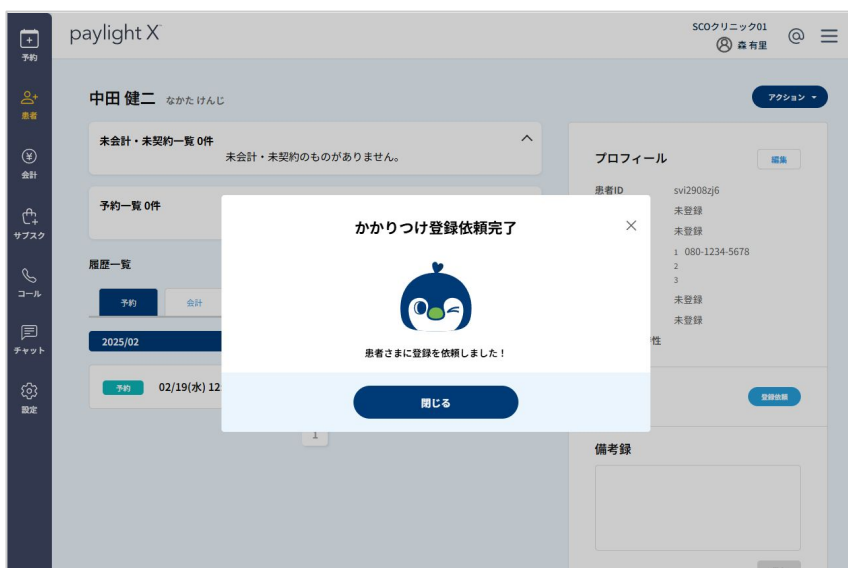 paylight X
SCOクリニック01
森 有里
予約
患者
会計
サブスク
コール
チャット
設定
中田 健二 なかた けんじ
アクション
未会計・未契約一覧 0件
未会計・未契約のものがありません。
予約一覧 0件
履歴一覧
予約
会計
2025/02
予約 02/19(水) 12
1
かかりつけ登録依頼完了
患者さまに登録を依頼しました！
閉じる
プロフィール
編集
患者ID svi2908zj6
未登録
未登録
1 080-1234-5678
2
3
未登録
未登録
性
登録依頼
備考録